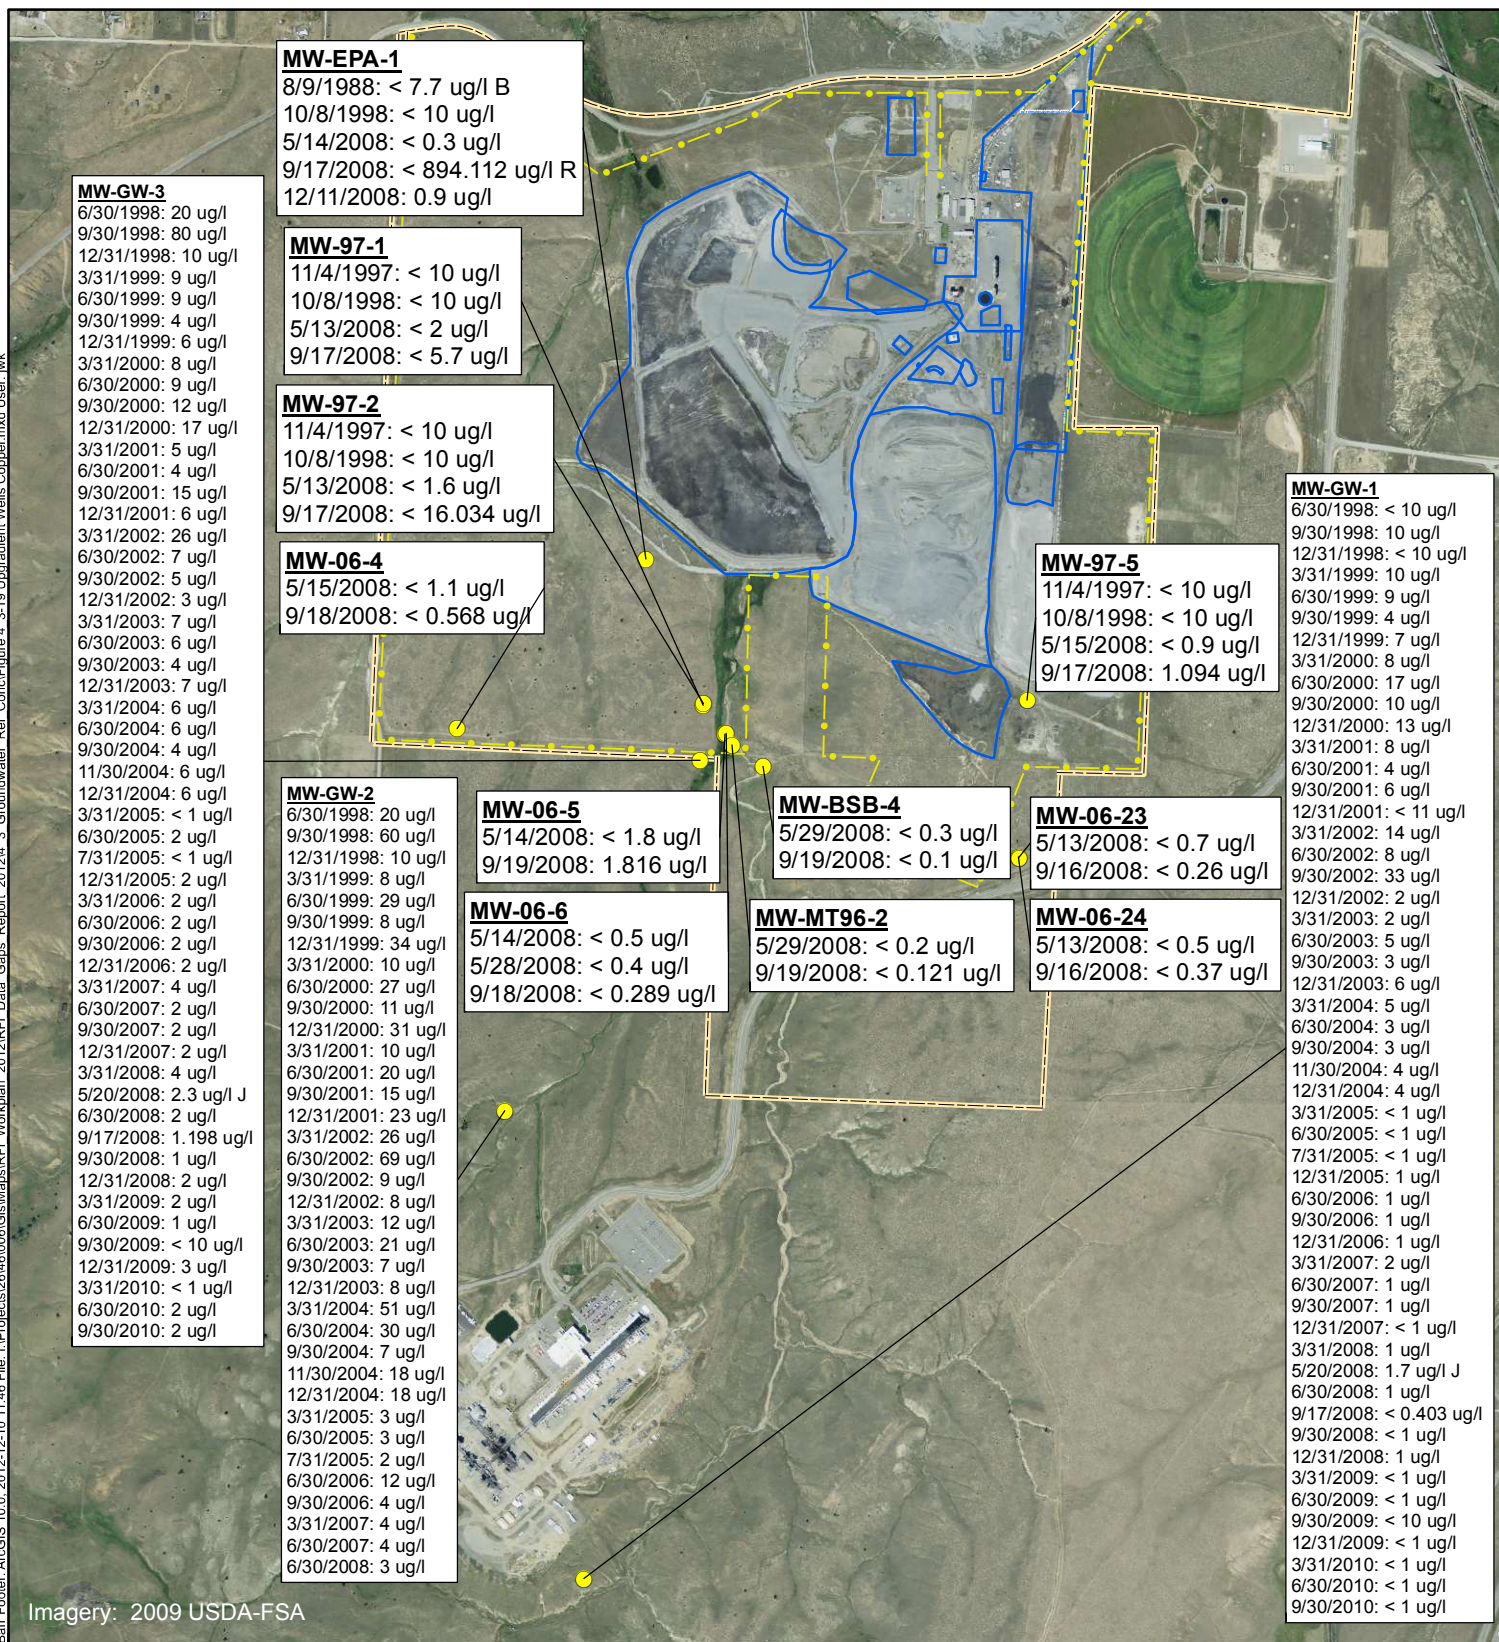 MW-EPA-1
8/9/1988: < 7.7 ug/l B
10/8/1998: < 10 ug/l
5/14/2008: < 0.3 ug/l
9/17/2008: < 894.112 ug/l R
12/11/2008: 0.9 ug/l
MW-97-1
11/4/1997: < 10 ug/l
10/8/1998: < 10 ug/l
5/13/2008: < 2 ug/l
9/17/2008: < 5.7 ug/l
MW-97-2
11/4/1997: < 10 ug/l
10/8/1998: < 10 ug/l
5/13/2008: < 1.6 ug/l
9/17/2008: < 16.034 ug/l
MW-06-4
5/15/2008: < 1.1 ug/l
9/18/2008: < 0.568 ug/l
MW-GW-3
6/30/1998: 20 ug/l
9/30/1998: 80 ug/l
12/31/1998: 10 ug/l
3/31/1999: 9 ug/l
6/30/1999: 9 ug/l
9/30/1999: 4 ug/l
12/31/1999: 6 ug/l
3/31/2000: 8 ug/l
6/30/2000: 9 ug/l
9/30/2000: 12 ug/l
12/31/2000: 17 ug/l
3/31/2001: 5 ug/l
6/30/2001: 4 ug/l
9/30/2001: 15 ug/l
12/31/2001: 6 ug/l
3/31/2002: 26 ug/l
6/30/2002: 7 ug/l
9/30/2002: 5 ug/l
12/31/2002: 3 ug/l
3/31/2003: 7 ug/l
6/30/2003: 6 ug/l
9/30/2003: 4 ug/l
12/31/2003: 7 ug/l
3/31/2004: 6 ug/l
6/30/2004: 6 ug/l
9/30/2004: 4 ug/l
11/30/2004: 6 ug/l
12/31/2004: 6 ug/l
3/31/2005: < 1 ug/l
6/30/2005: 2 ug/l
7/31/2005: < 1 ug/l
12/31/2005: 2 ug/l
3/31/2006: 2 ug/l
6/30/2006: 2 ug/l
9/30/2006: 2 ug/l
12/31/2006: 2 ug/l
3/31/2007: 4 ug/l
6/30/2007: 2 ug/l
9/30/2007: 2 ug/l
12/31/2007: 2 ug/l
3/31/2008: 4 ug/l
5/20/2008: 2.3 ug/l J
6/30/2008: 2 ug/l
9/17/2008: 1.198 ug/l
9/30/2008: 1 ug/l
12/31/2008: 2 ug/l
3/31/2009: 2 ug/l
6/30/2009: 1 ug/l
9/30/2009: < 10 ug/l
12/31/2009: 3 ug/l
3/31/2010: < 1 ug/l
6/30/2010: 2 ug/l
9/30/2010: 2 ug/l
MW-GW-2
6/30/1998: 20 ug/l
9/30/1998: 60 ug/l
12/31/1998: 10 ug/l
3/31/1999: 8 ug/l
6/30/1999: 29 ug/l
9/30/1999: 8 ug/l
12/31/1999: 34 ug/l
3/31/2000: 10 ug/l
6/30/2000: 27 ug/l
9/30/2000: 11 ug/l
12/31/2000: 31 ug/l
3/31/2001: 10 ug/l
6/30/2001: 20 ug/l
9/30/2001: 15 ug/l
12/31/2001: 23 ug/l
3/31/2002: 26 ug/l
6/30/2002: 69 ug/l
9/30/2002: 9 ug/l
12/31/2002: 8 ug/l
3/31/2003: 12 ug/l
6/30/2003: 21 ug/l
9/30/2003: 7 ug/l
12/31/2003: 8 ug/l
3/31/2004: 51 ug/l
6/30/2004: 30 ug/l
9/30/2004: 7 ug/l
11/30/2004: 18 ug/l
12/31/2004: 18 ug/l
3/31/2005: 3 ug/l
6/30/2005: 3 ug/l
7/31/2005: 2 ug/l
6/30/2006: 12 ug/l
9/30/2006: 4 ug/l
3/31/2007: 4 ug/l
6/30/2007: 4 ug/l
6/30/2008: 3 ug/l
MW-06-5
5/14/2008: < 1.8 ug/l
9/19/2008: 1.816 ug/l
MW-06-6
5/14/2008: < 0.5 ug/l
5/28/2008: < 0.4 ug/l
9/18/2008: < 0.289 ug/l
MW-BSB-4
5/29/2008: < 0.3 ug/l
9/19/2008: < 0.1 ug/l
MW-MT96-2
5/29/2008: < 0.2 ug/l
9/19/2008: < 0.121 ug/l
MW-97-5
11/4/1997: < 10 ug/l
10/8/1998: < 10 ug/l
5/15/2008: < 0.9 ug/l
9/17/2008: 1.094 ug/l
MW-06-23
5/13/2008: < 0.7 ug/l
9/16/2008: < 0.26 ug/l
MW-06-24
5/13/2008: < 0.5 ug/l
9/16/2008: < 0.37 ug/l
MW-GW-1
6/30/1998: < 10 ug/l
9/30/1998: 10 ug/l
12/31/1998: < 10 ug/l
3/31/1999: 10 ug/l
6/30/1999: 9 ug/l
9/30/1999: 4 ug/l
12/31/1999: 7 ug/l
3/31/2000: 8 ug/l
6/30/2000: 17 ug/l
9/30/2000: 10 ug/l
12/31/2000: 13 ug/l
3/31/2001: 8 ug/l
6/30/2001: 4 ug/l
9/30/2001: 6 ug/l
12/31/2001: < 11 ug/l
3/31/2002: 14 ug/l
6/30/2002: 8 ug/l
9/30/2002: 33 ug/l
12/31/2002: 2 ug/l
3/31/2003: 2 ug/l
6/30/2003: 5 ug/l
9/30/2003: 3 ug/l
12/31/2003: 6 ug/l
3/31/2004: 5 ug/l
6/30/2004: 3 ug/l
9/30/2004: 3 ug/l
11/30/2004: 4 ug/l
12/31/2004: 4 ug/l
3/31/2005: < 1 ug/l
6/30/2005: < 1 ug/l
7/31/2005: < 1 ug/l
12/31/2005: 1 ug/l
6/30/2006: 1 ug/l
9/30/2006: 1 ug/l
12/31/2006: 1 ug/l
3/31/2007: 2 ug/l
6/30/2007: 1 ug/l
9/30/2007: 1 ug/l
12/31/2007: < 1 ug/l
3/31/2008: 1 ug/l
5/20/2008: 1.7 ug/l J
6/30/2008: 1 ug/l
9/17/2008: < 0.403 ug/l
9/30/2008: < 1 ug/l
12/31/2008: 1 ug/l
3/31/2009: < 1 ug/l
6/30/2009: < 1 ug/l
9/30/2009: < 10 ug/l
12/31/2009: < 1 ug/l
3/31/2010: < 1 ug/l
6/30/2010: < 1 ug/l
9/30/2010: < 1 ug/l
Imagery: 2009 USDA-FSA